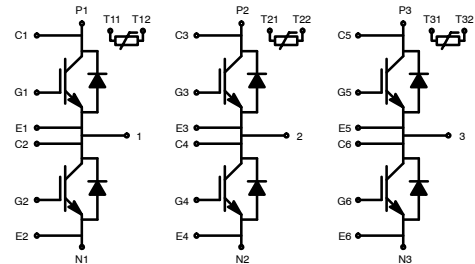 P1 T11 T12 P2 T21 T22 P3 T31 T32
C1 C3 C5
G1 G3 G5
E1 E3 E5
1 2 3
C2 C4 C6
G2 G4 G6
E2 E4 E6
N1 N2 N3